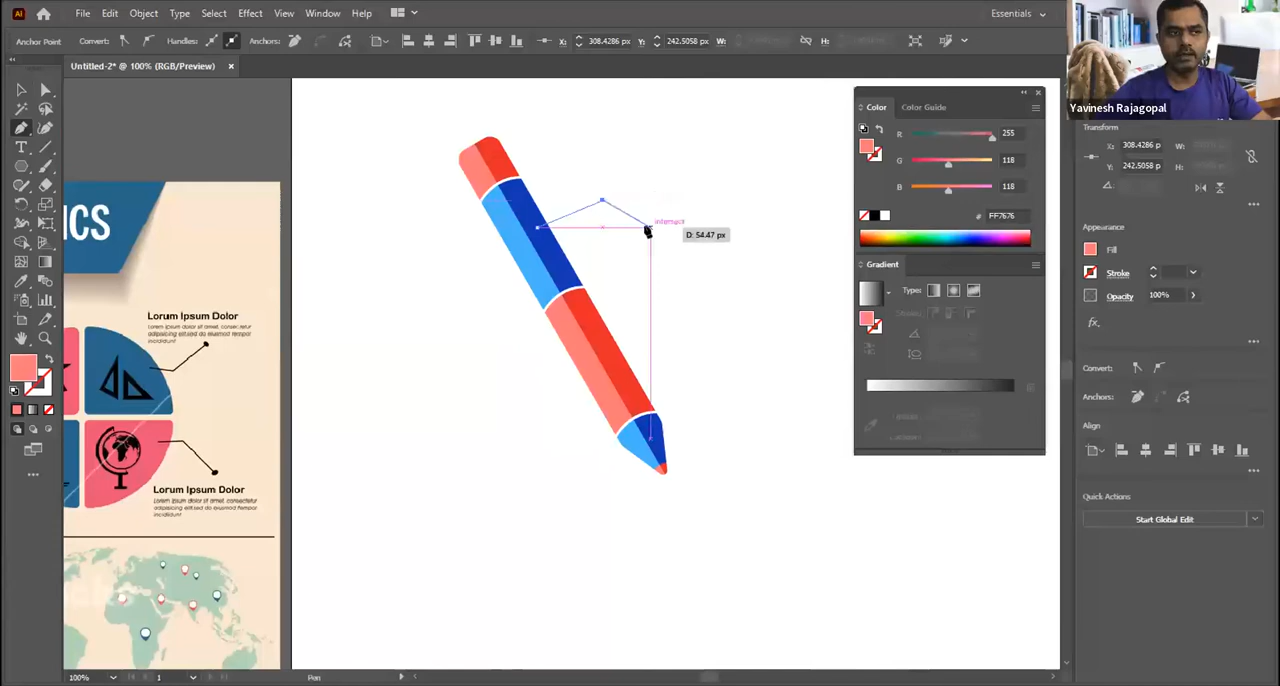 Ai File Edit Object Type Select Effect View Window Help Essentials
Anchor Point Convert: Handles: Anchors: X: 308.4286 px Y: 242.5058 px W: H:
Untitled-2* @ 100% (RGB/Preview) ×
Yavinesh Rajagopal
ICS
Lorum Ipsum Dolor
Lorum Ipsum Dolor
intersect
D: 54.47 px
Color Color Guide
R 255
G 118
B 118
# FF7676
Gradient
Types:
Transform
X: 308.4286 p W:
Y: 242.5058 p H:
Appearance
Fill
Stroke
Opacity 100%
fx
Convert:
Anchors:
Align
Quick Actions
Start Global Edit
100% 1 Pen